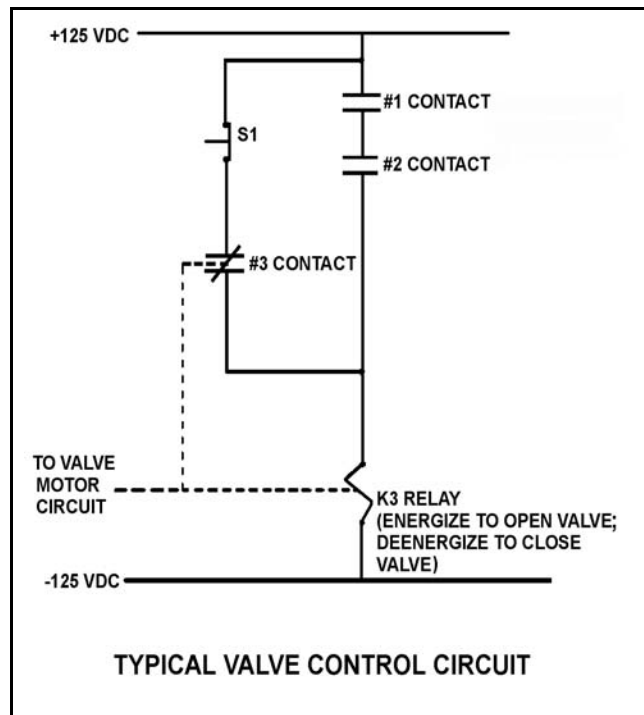 +125 VDC
#1 CONTACT
S1
#2 CONTACT
#3 CONTACT
TO VALVE
MOTOR
CIRCUIT
K3 RELAY
(ENERGIZE TO OPEN VALVE;
DEENERGIZE TO CLOSE
VALVE)
-125 VDC
TYPICAL VALVE CONTROL CIRCUIT